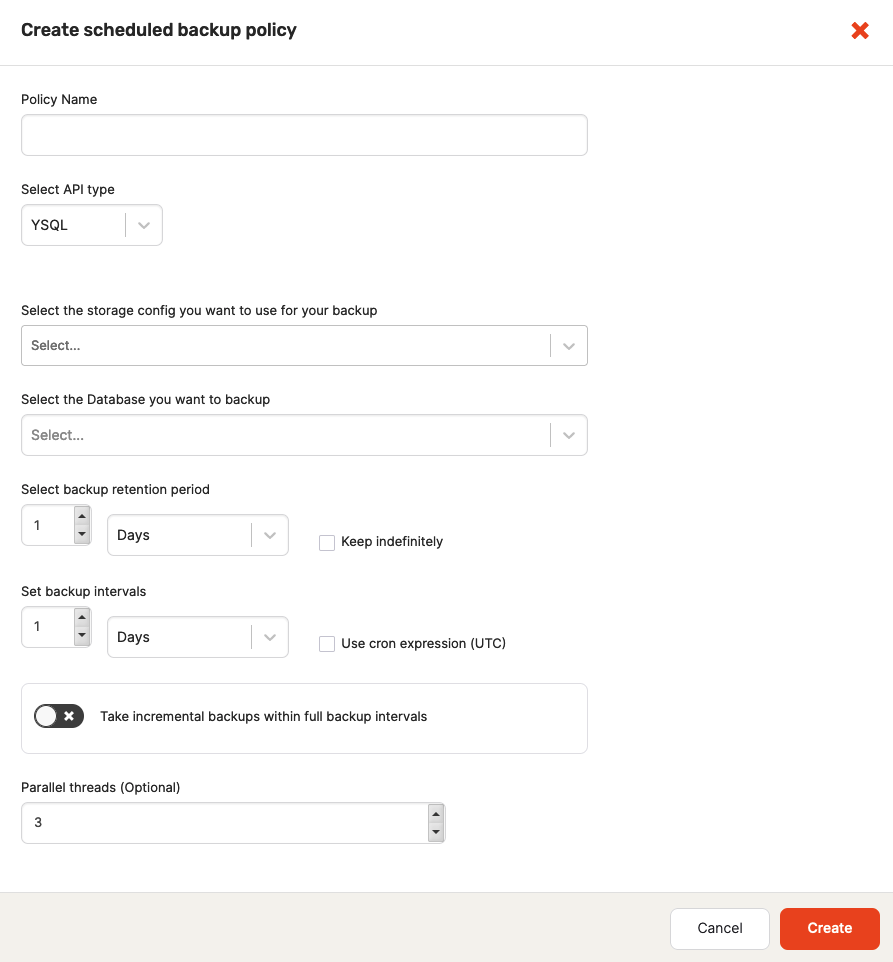 Create scheduled backup policy
Policy Name
Select API type
YSQL
Select the storage config you want to use for your backup
Select...
Select the Database you want to backup
Select...
Select backup retention period
1
Days
Keep indefinitely
Set backup intervals
1
Days
Use cron expression (UTC)
Take incremental backups within full backup intervals
Parallel threads (Optional)
3
Cancel
Create